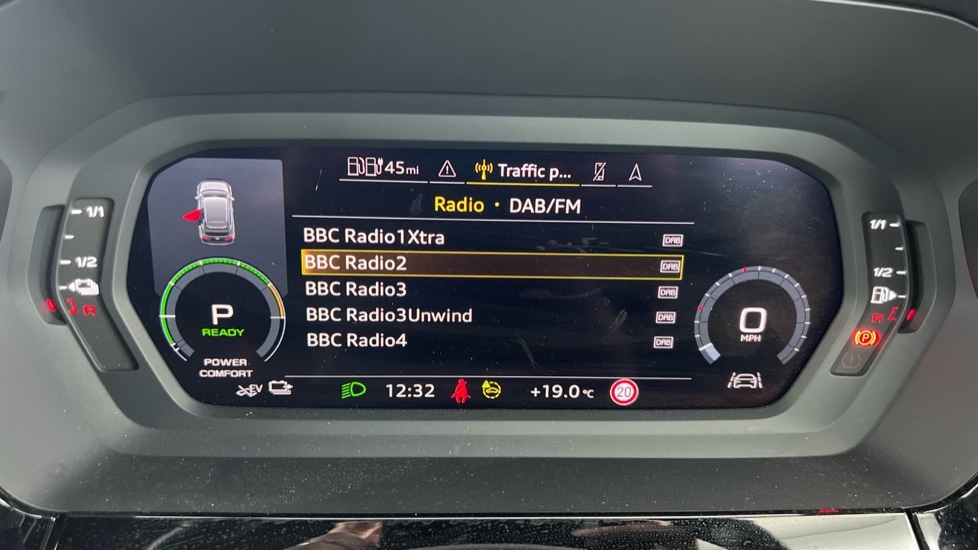 45mi Traffic p...
Radio • DAB/FM
BBC Radio1Xtra DAB
BBC Radio2 DAB
BBC Radio3 DAB
BBC Radio3Unwind DAB
BBC Radio4 DAB
1/1
1/2
P
READY
POWER
COMFORT
EV
12:32 +19.0°C 20
0
MPH
1/1
1/2
P